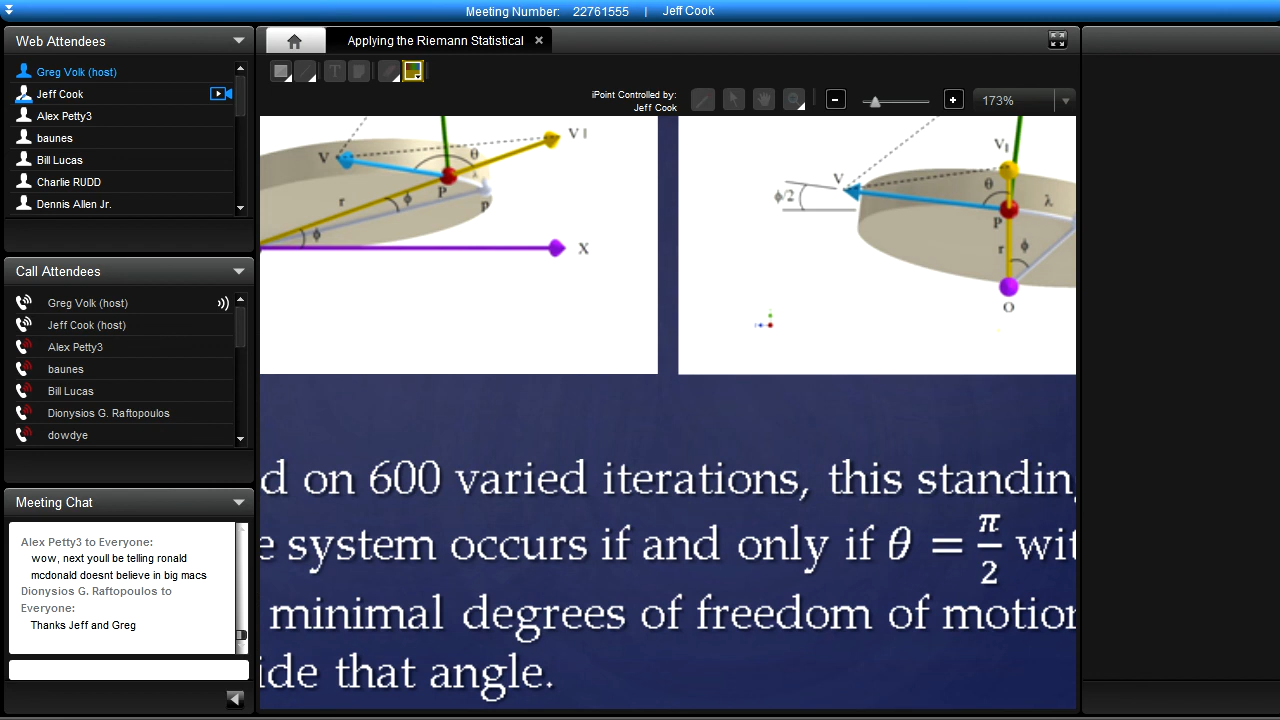 Meeting Number: 22761555 | Jeff Cook
Web Attendees
Greg Volk (host)
Jeff Cook
Alex Petty3
baunes
Bill Lucas
Charlie RUDD
Dennis Allen Jr.
Call Attendees
Greg Volk (host)
Jeff Cook (host)
Alex Petty3
baunes
Bill Lucas
Dionysios G. Raftopoulos
dowdye
Meeting Chat
Alex Petty3 to Everyone:
wow, next youll be telling ronald
mcdonald doesnt believe in big macs
Dionysios G. Raftopoulos to
Everyone:
Thanks Jeff and Greg
Applying the Riemann Statistical
T
iPoint Controlled by:
Jeff Cook
173%
V θ V∥
r P
ϕ p
ϕ X
V∥
V θ
ϕ/2 P λ
r ϕ
O
d on 600 varied iterations, this standing
e system occurs if and only if θ = π/2 wit
minimal degrees of freedom of motion
ide that angle.